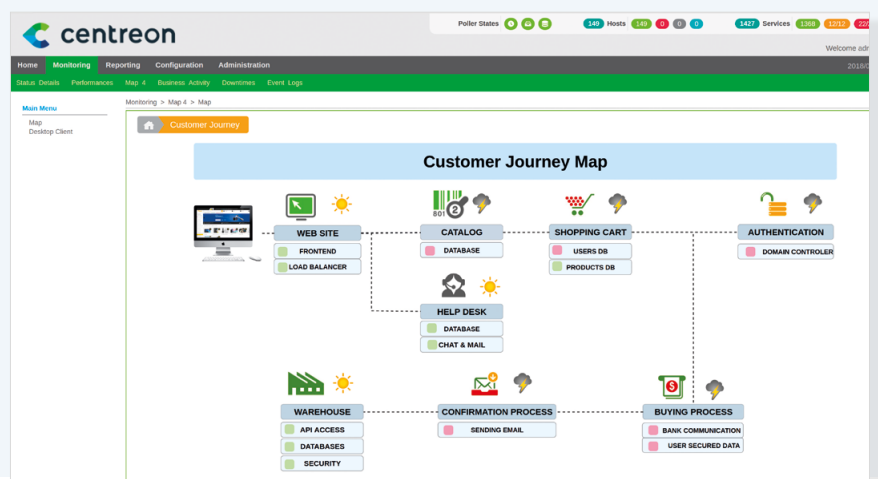 centreon
Poller States 149 Hosts 149 0 0 0 1427 Services 1368 12/12
Welcome
Home Monitoring Reporting Configuration Administration
Status Details Performances Map 4 Business Activity Downtimes Event Logs
Main Menu
Map
Desktop Client
Monitoring > Map 4 > Map
Customer Journey
Customer Journey Map
801 2
WEB SITE CATALOG SHOPPING CART AUTHENTICATION
FRONTEND DATABASE USERS DB DOMAIN CONTROLER
LOAD BALANCER PRODUCTS DB
HELP DESK
DATABASE
CHAT & MAIL
$
WAREHOUSE CONFIRMATION PROCESS BUYING PROCESS
API ACCESS SENDING EMAIL BANK COMMUNICATION
DATABASES USER SECURED DATA
SECURITY